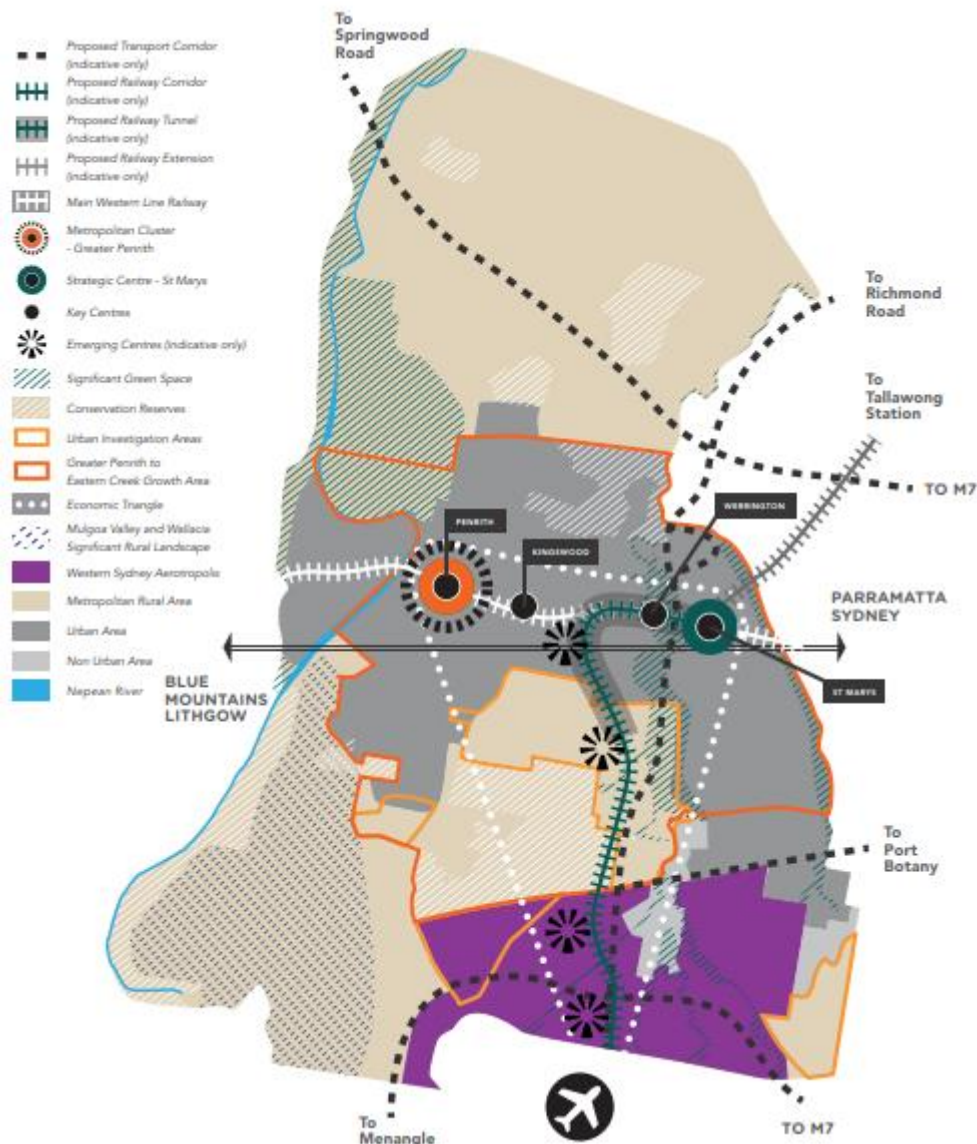 Proposed Transport Corridor
(indicative only)
Proposed Railway Corridor
(indicative only)
Proposed Railway Tunnel
(indicative only)
Proposed Railway Extension
(indicative only)
Main Western Line Railway
Metropolitan Cluster
- Greater Penrith
Strategic Centre - St Marys
Key Centres
Emerging Centres (indicative only)
Significant Green Space
Conservation Reserves
Urban Investigation Areas
Greater Penrith to
Eastern Creek Growth Area
Economic Triangle
Mulgoa Valley and Wallacia
Significant Rural Landscape
Western Sydney Aerotropolis
Metropolitan Rural Area
Urban Area
Non Urban Area
Nepean River
To
Springwood
Road
To
Richmond
Road
To
Tallawong
Station
TO M7
PENRITH
WERRINGTON
KINGSWOOD
PARRAMATTA
SYDNEY
BLUE
MOUNTAINS
LITHGOW
ST MARYS
To
Port
Botany
To
Menangle
TO M7